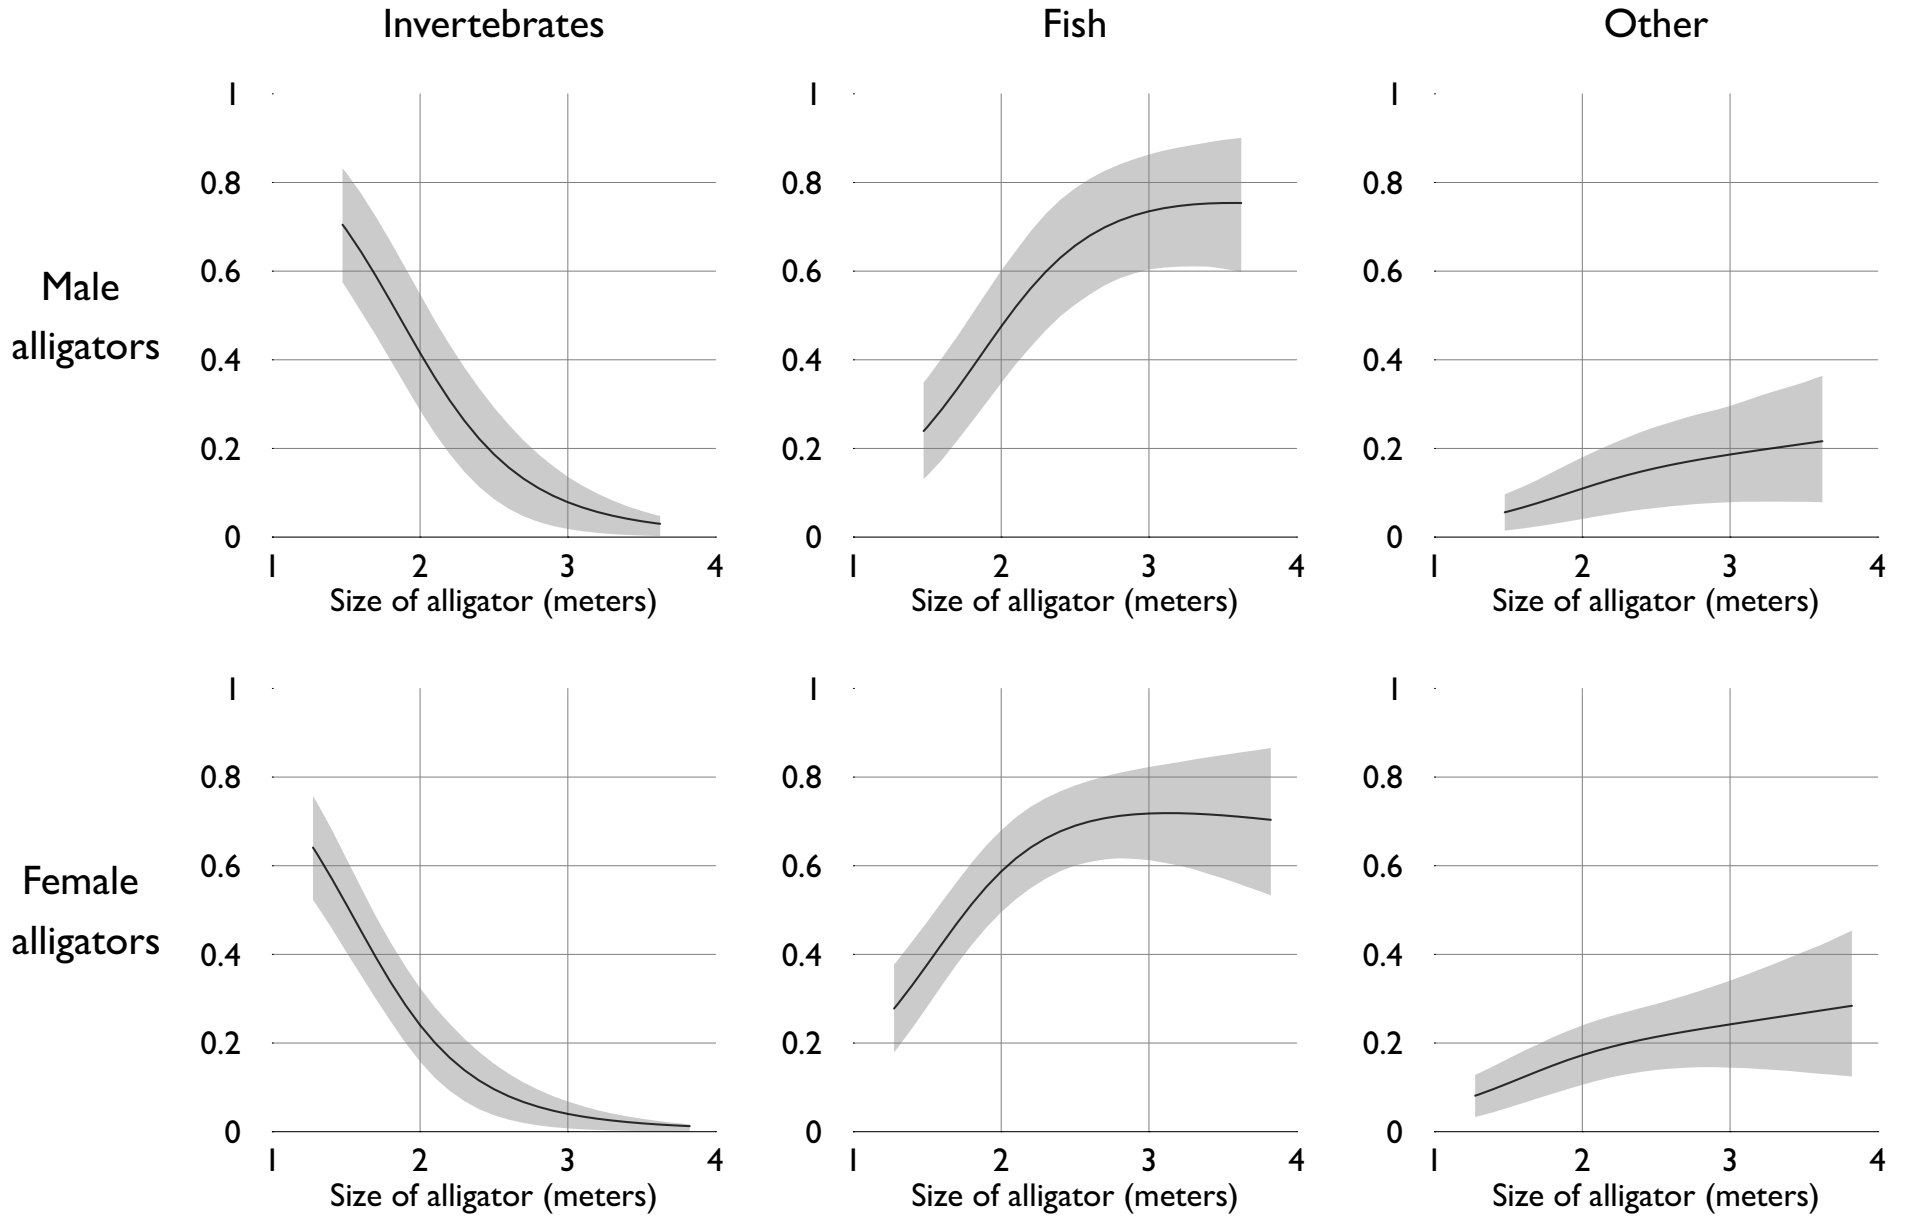 Invertebrates Fish Other
1 1 1
0.8 0.8 0.8
0.6 0.6 0.6
Male
alligators
0.4 0.4 0.4
0.2 0.2 0.2
0 0 0
1 2 3 4 1 2 3 4 1 2 3 4
Size of alligator (meters) Size of alligator (meters) Size of alligator (meters)
1 1 1
0.8 0.8 0.8
0.6 0.6 0.6
Female
alligators
0.4 0.4 0.4
0.2 0.2 0.2
0 0 0
1 2 3 4 1 2 3 4 1 2 3 4
Size of alligator (meters) Size of alligator (meters) Size of alligator (meters)